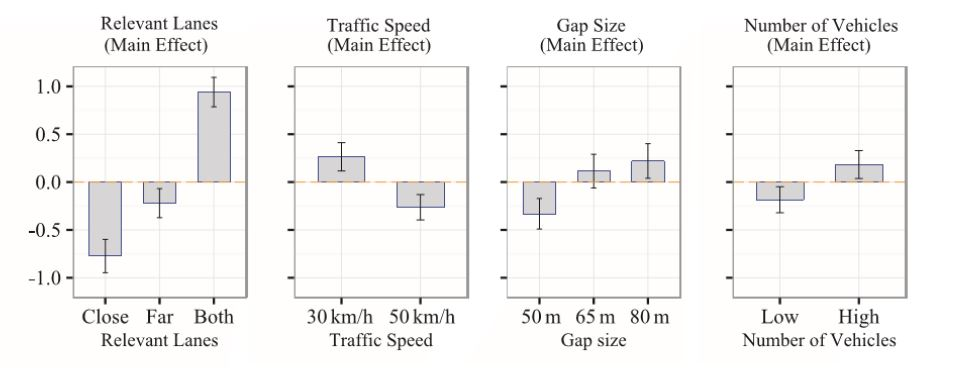 Relevant Lanes
(Main Effect)
Traffic Speed
(Main Effect)
Gap Size
(Main Effect)
Number of Vehicles
(Main Effect)
1.0
0.5
0.0
-0.5
-1.0
Close Far Both
Relevant Lanes
30 km/h 50 km/h
Traffic Speed
50 m 65 m 80 m
Gap size
Low High
Number of Vehicles